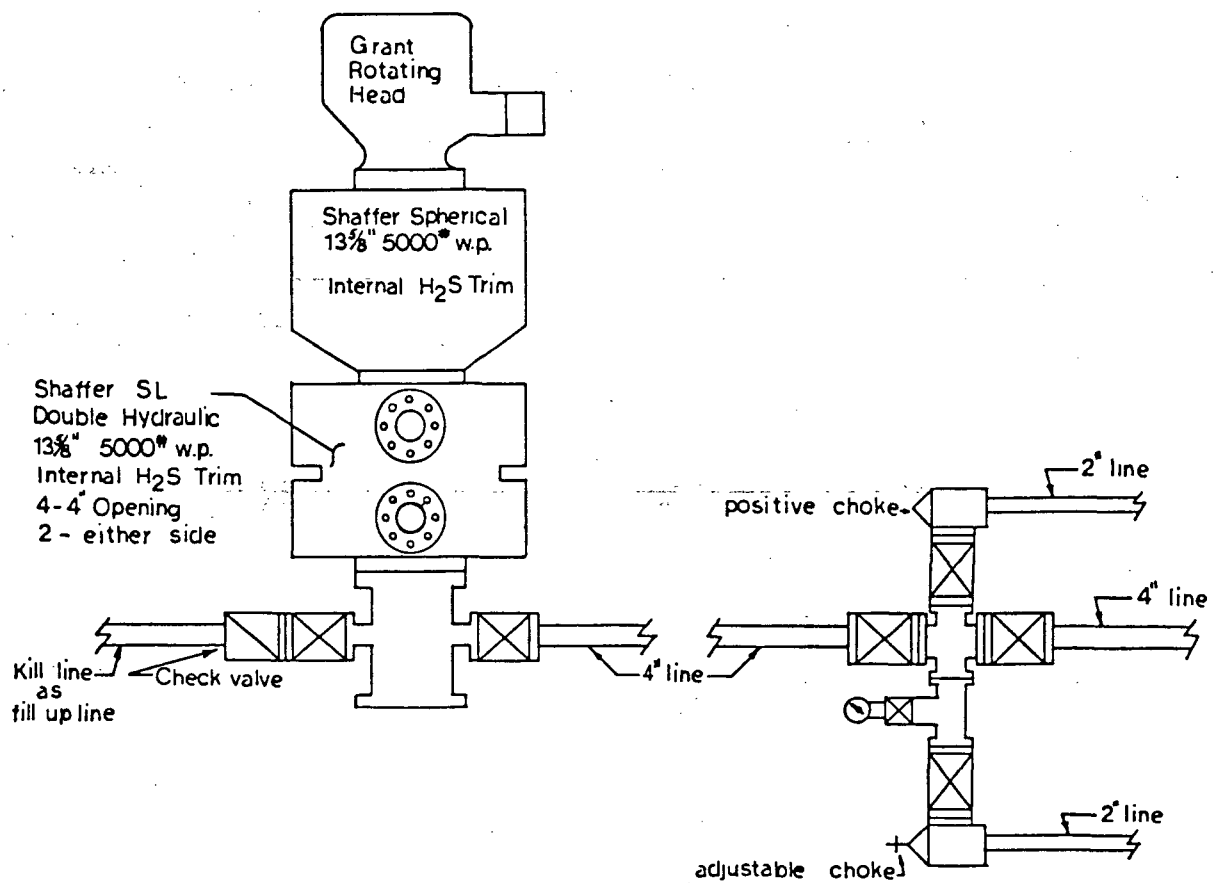 Grant
Rotating
Head
Shaffer Spherical
13⅝" 5000# w.p.
Internal H₂S Trim
Shaffer SL
Double Hydraulic
13⅝" 5000# w.p.
Internal H₂S Trim
4-4" Opening
2 - either side
Kill line
as
fill up line
Check valve
4" line
positive choke
2" line
4" line
2" line
adjustable choke